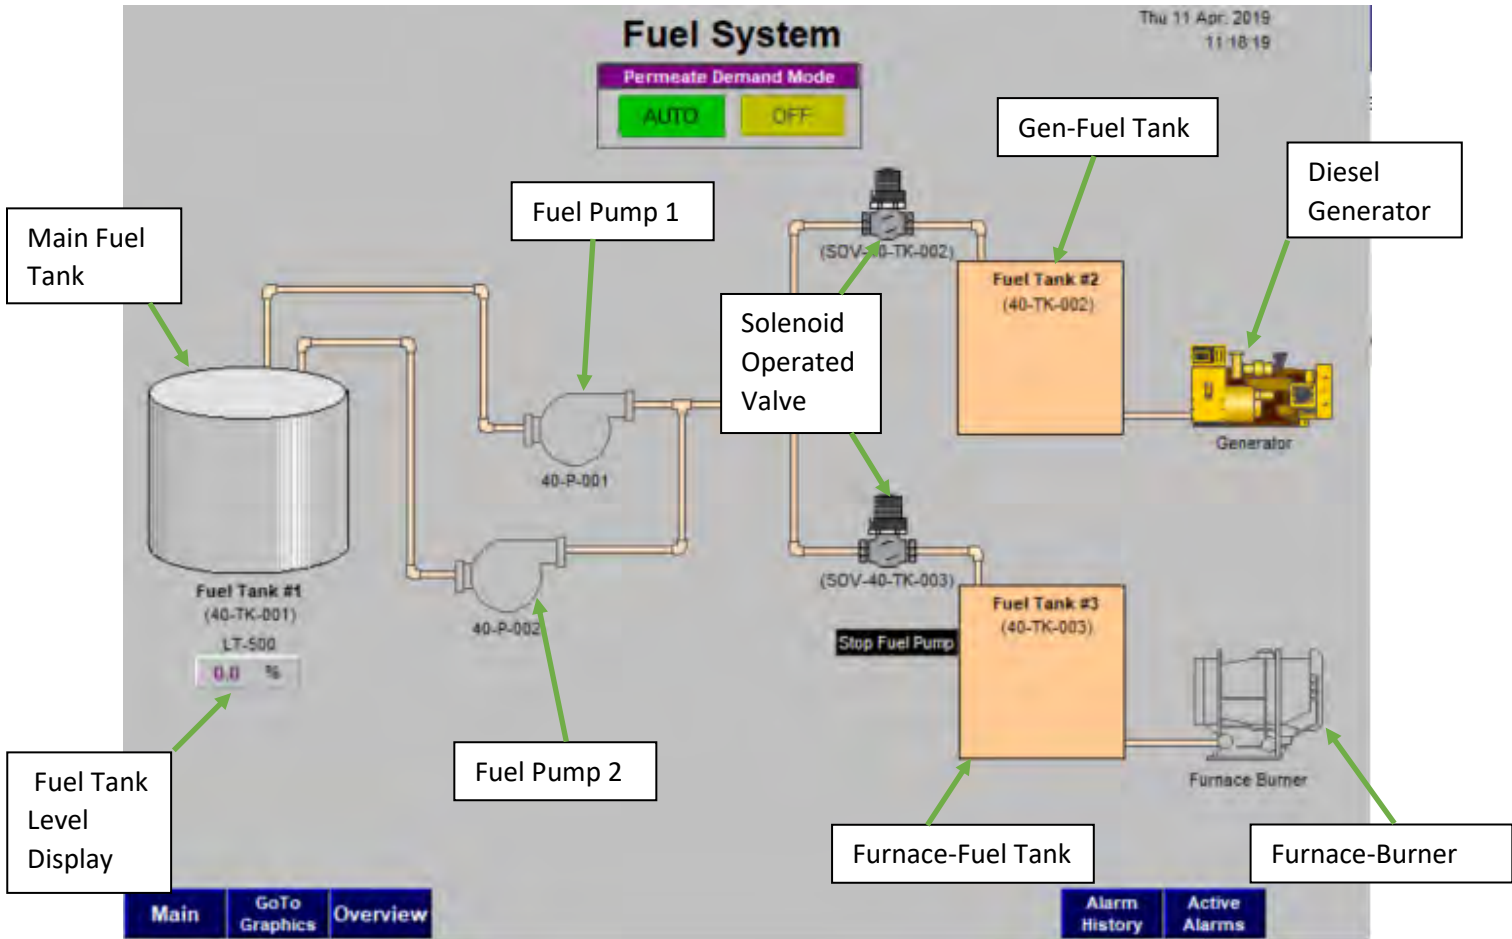 Fuel System
Thu 11 Apr. 2019
11:18:19
Permeate Demand Mode
AUTO
OFF
Gen-Fuel Tank
Diesel
Generator
Fuel Pump 1
Main Fuel
Tank
(SOV-40-TK-002)
Fuel Tank #2
(40-TK-002)
Solenoid
Operated
Valve
Generator
40-P-001
Fuel Tank #1
(40-TK-001)
LT-500
0.0 %
40-P-002
(SOV-40-TK-003)
Fuel Tank #3
(40-TK-003)
Stop Fuel Pump
Furnace Burner
Fuel Tank
Level
Display
Fuel Pump 2
Furnace-Fuel Tank
Furnace-Burner
Main
GoTo
Graphics
Overview
Alarm
History
Active
Alarms